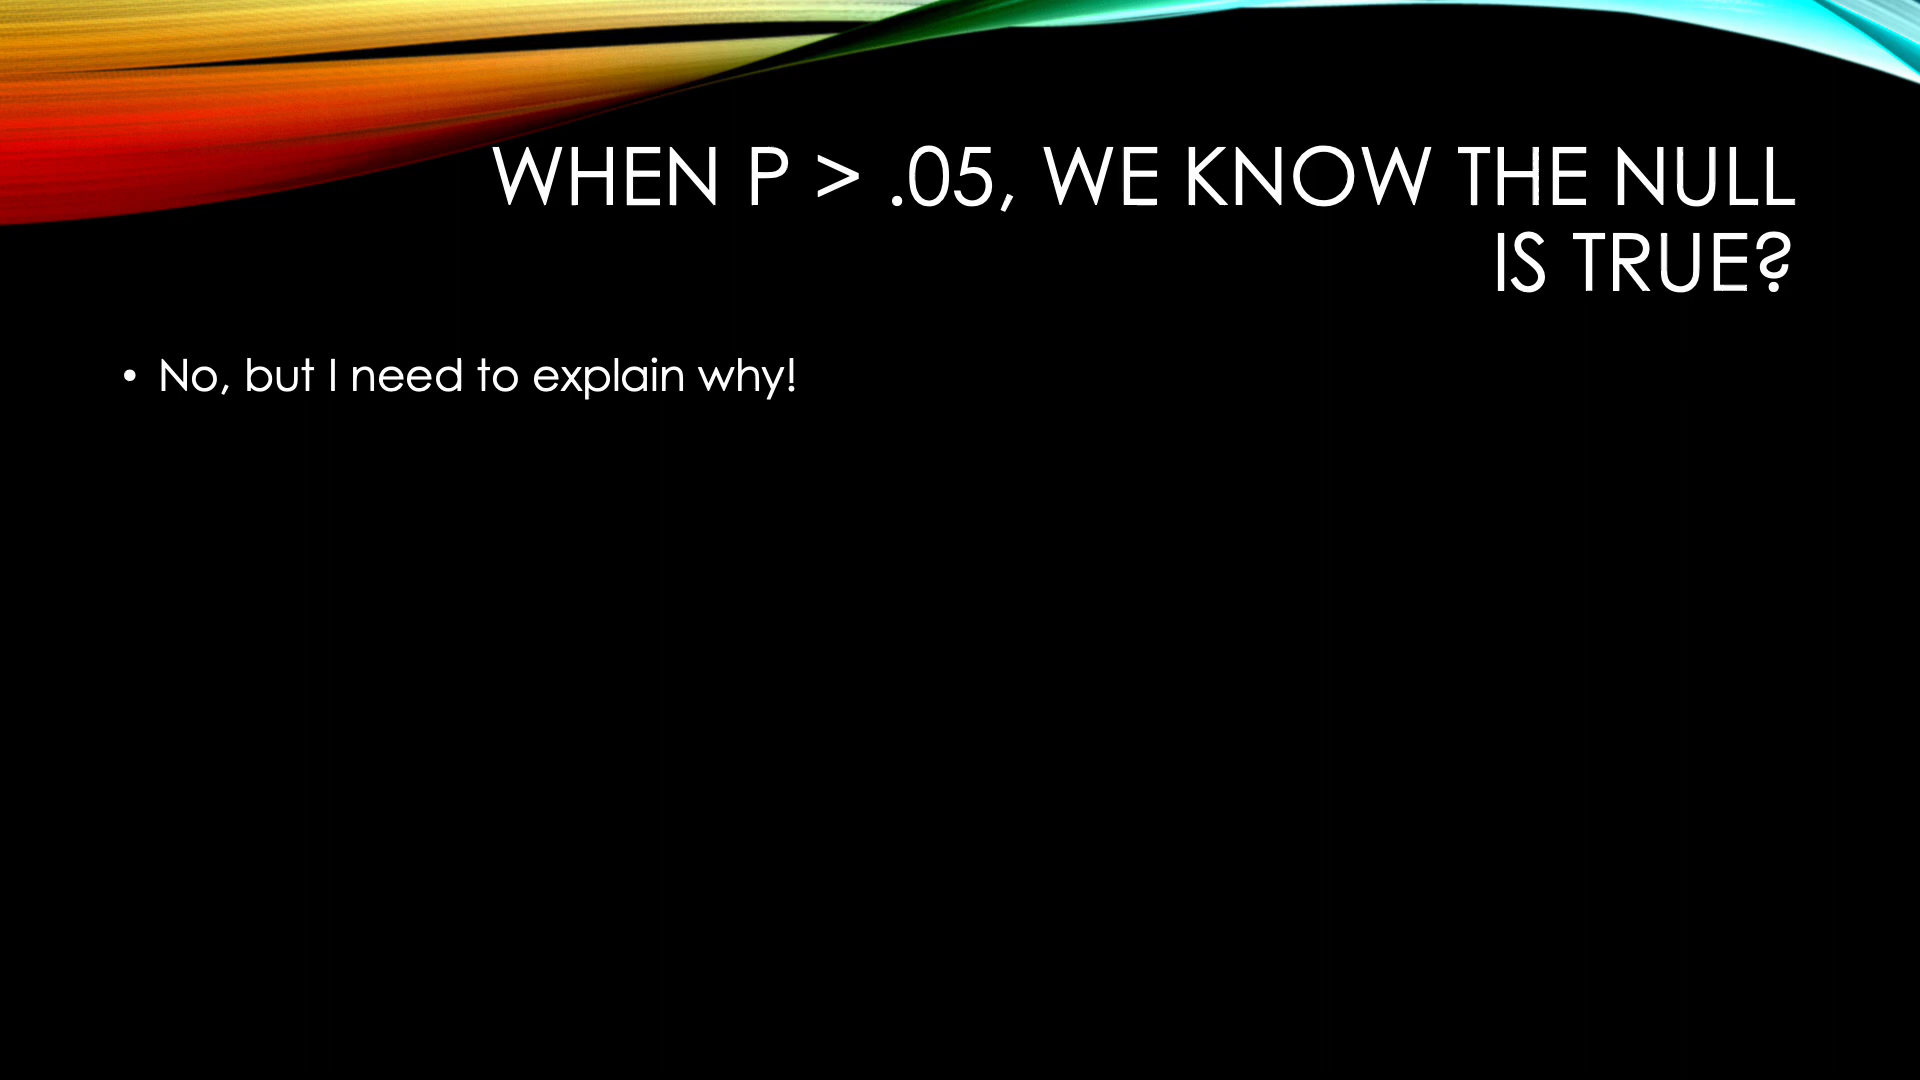 WHEN P > .05, WE KNOW THE NULL
IS TRUE?
• No, but I need to explain why!